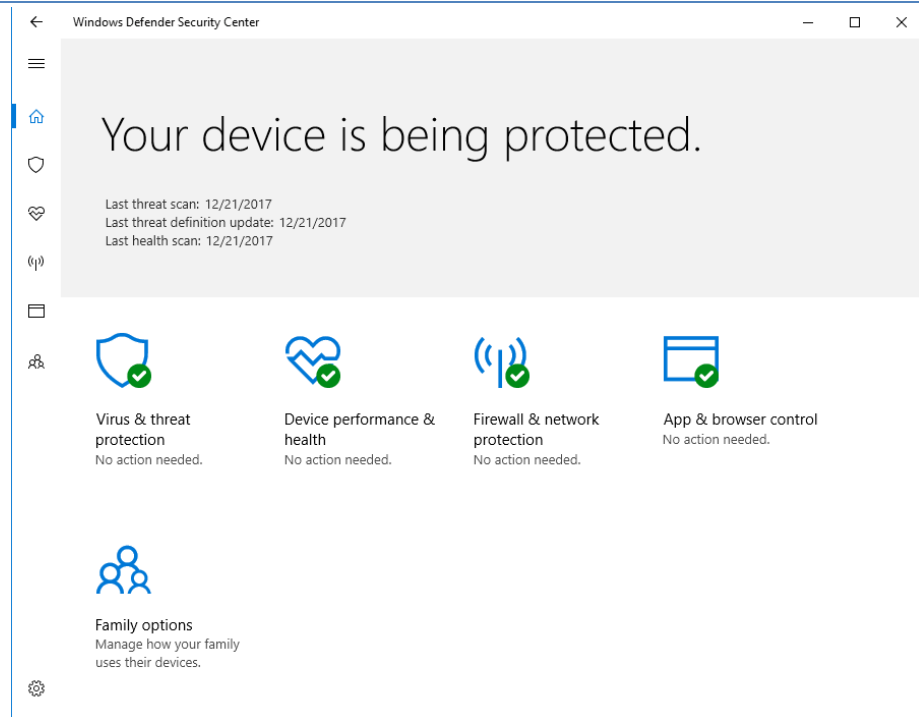 Windows Defender Security Center
Your device is being protected.
Last threat scan: 12/21/2017
Last threat definition update: 12/21/2017
Last health scan: 12/21/2017
Virus & threat
protection
No action needed.
Device performance &
health
No action needed.
Firewall & network
protection
No action needed.
App & browser control
No action needed.
Family options
Manage how your family
uses their devices.